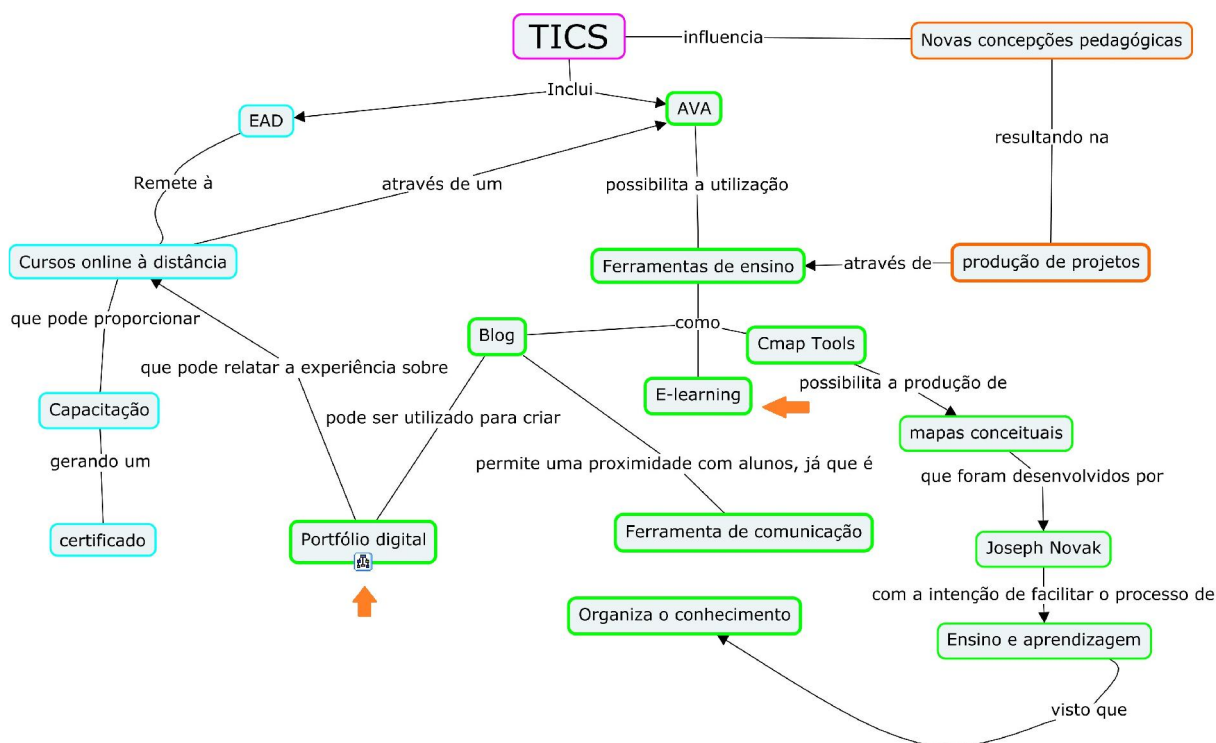 TICS
influencia
Novas concepções pedagógicas
Inclui
EAD
AVA
resultando na
Remete à
através de um
possibilita a utilização
Cursos online à distância
Ferramentas de ensino
através de
produção de projetos
que pode proporcionar
como
Blog
Cmap Tools
que pode relatar a experiência sobre
possibilita a produção de
E-learning
Capacitação
pode ser utilizado para criar
mapas conceituais
gerando um
permite uma proximidade com alunos, já que é
que foram desenvolvidos por
certificado
Portfólio digital
Ferramenta de comunicação
Joseph Novak
com a intenção de facilitar o processo de
Organiza o conhecimento
Ensino e aprendizagem
visto que